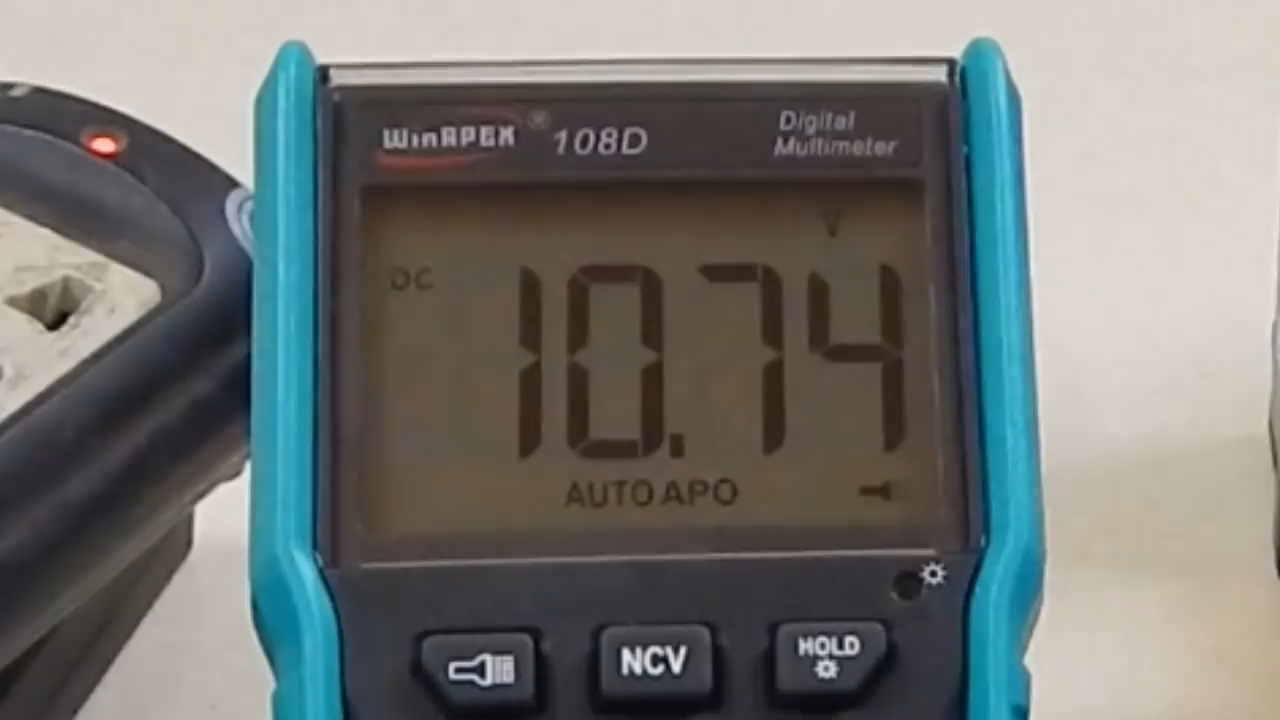 WINAPEX ® 108D
Digital
Multimeter
V
DC
10.74
AUTO APO
NCV
HOLD